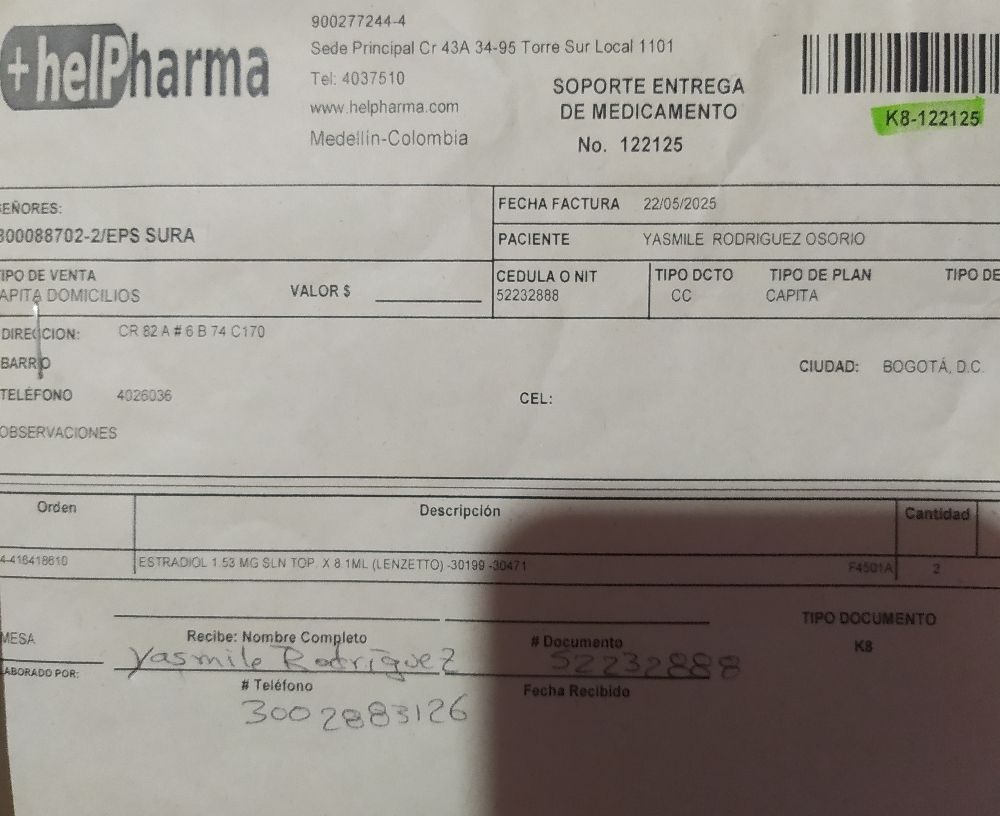 +helPharma
900277244-4
Sede Principal Cr 43A 34-95 Torre Sur Local 1101
Tel: 4037510
www.helpharma.com
Medellín-Colombia
SOPORTE ENTREGA
DE MEDICAMENTO
No. 122125
K8-122125
EÑORES:
800088702-2/EPS SURA
FECHA FACTURA 22/05/2025
PACIENTE YASMILE RODRIGUEZ OSORIO
IPO DE VENTA
APITA DOMICILIOS
VALOR $
CEDULA O NIT
52232888
TIPO DCTO
CC
TIPO DE PLAN
CAPITA
TIPO DE
DIRECCION: CR 82 A # 6 B 74 C170
BARRIO
CIUDAD: BOGOTÁ, D.C.
TELÉFONO 4026036
CEL:
OBSERVACIONES
Orden Descripción Cantidad
4-416418610 ESTRADIOL 1.53 MG SLN TOP. X 8.1ML (LENZETTO) -30199 -30471 F4501A 2
MESA
Recibe: Nombre Completo
# Documento
TIPO DOCUMENTO
K8
Yasmile Rodríguez 52232888
ABORADO POR:
# Teléfono
Fecha Recibido
3002883126